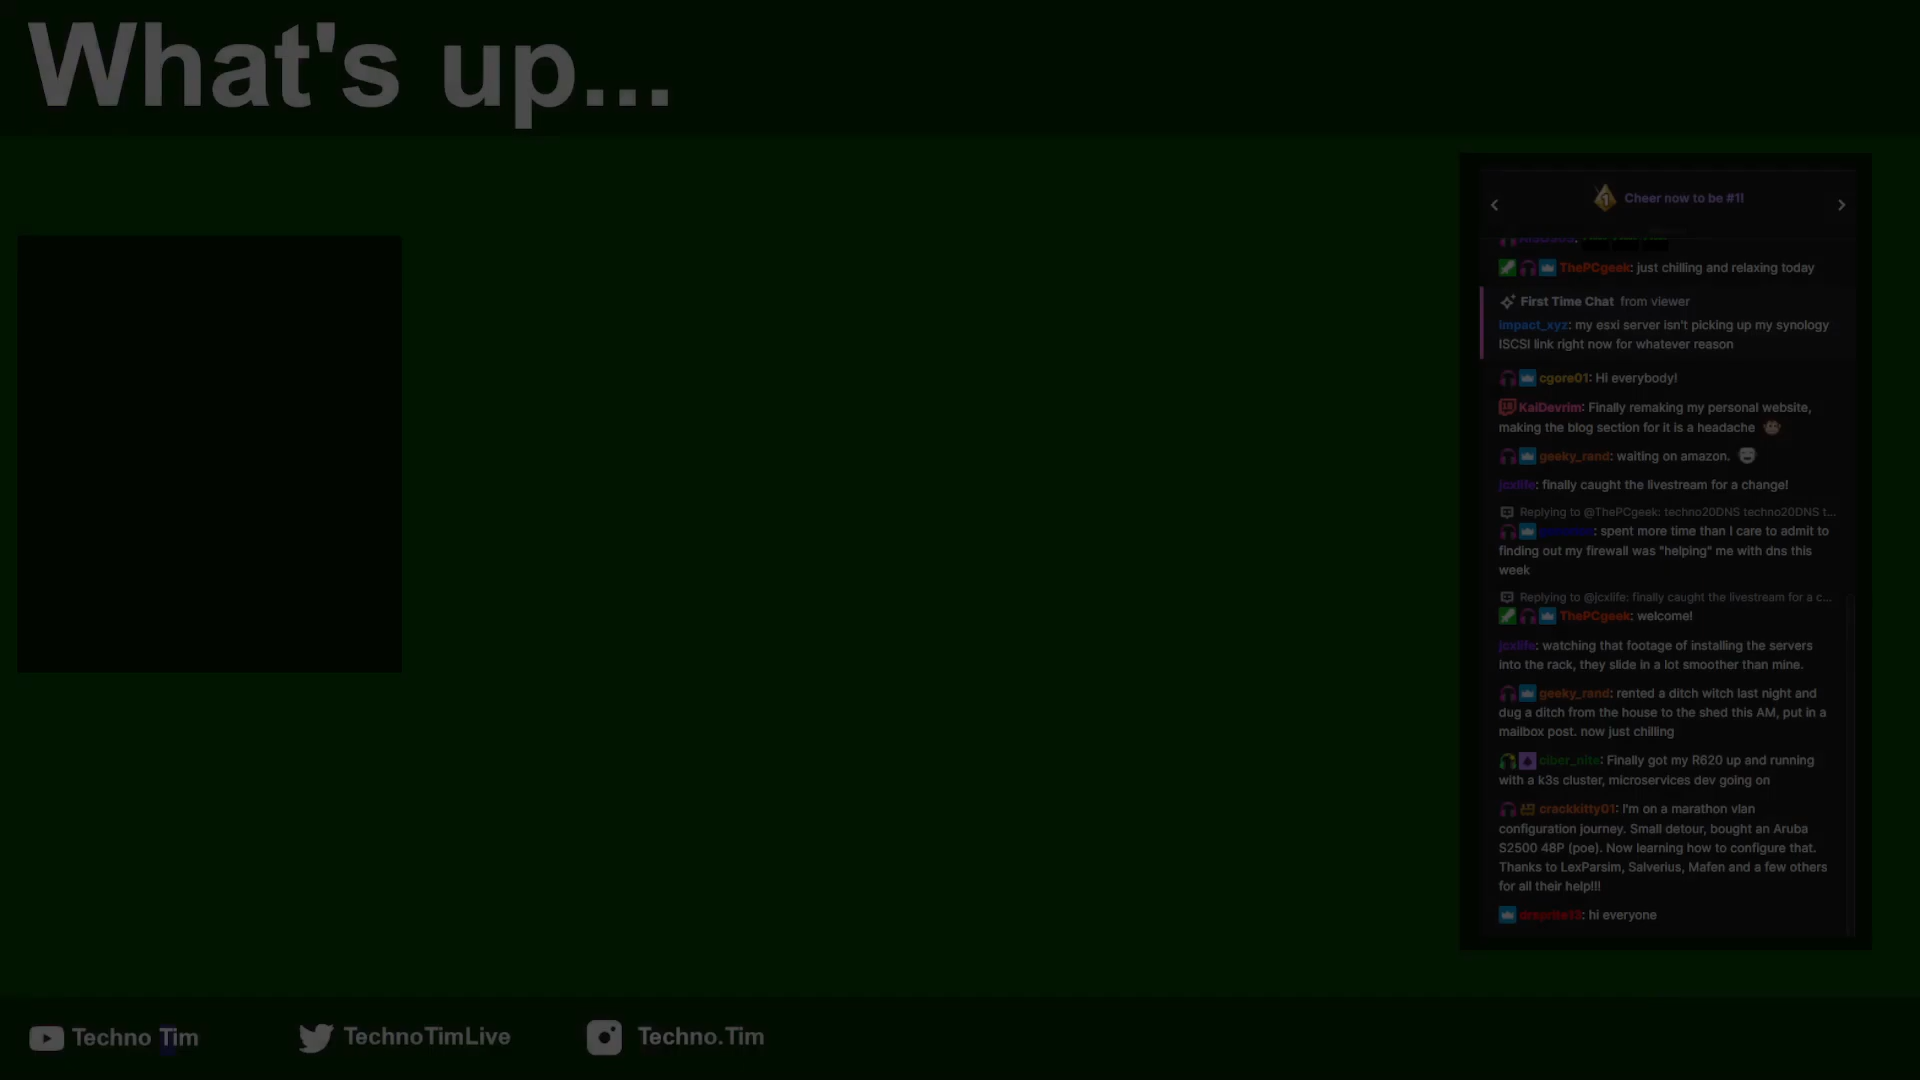 What's up...
Cheer now to be #1!
ThePCgeek: just chilling and relaxing today
First Time Chat from viewer
impact_xyz: my esxi server isn't picking up my synology
ISCSI link right now for whatever reason
cgore01: Hi everybody!
KaiDevrim: Finally remaking my personal website,
making the blog section for it is a headache
geeky_rand: waiting on amazon.
jcxlife: finally caught the livestream for a change!
Replying to @ThePCgeek: techno20DNS techno20DNS t...
: spent more time than I care to admit to
finding out my firewall was "helping" me with dns this
week
Replying to @jcxlife: finally caught the livestream for a c...
ThePCgeek: welcome!
jcxlife: watching that footage of installing the servers
into the rack, they slide in a lot smoother than mine.
geeky_rand: rented a ditch witch last night and
dug a ditch from the house to the shed this AM, put in a
mailbox post. now just chilling
ciber_nite: Finally got my R620 up and running
with a k3s cluster, microservices dev going on
crackkitty01: I'm on a marathon vlan
configuration journey. Small detour, bought an Aruba
S2500 48P (poe). Now learning how to configure that.
Thanks to LexParsim, Salverius, Mafen and a few others
for all their help!!!
drsprite13: hi everyone
Techno Tim
TechnoTimLive
Techno.Tim